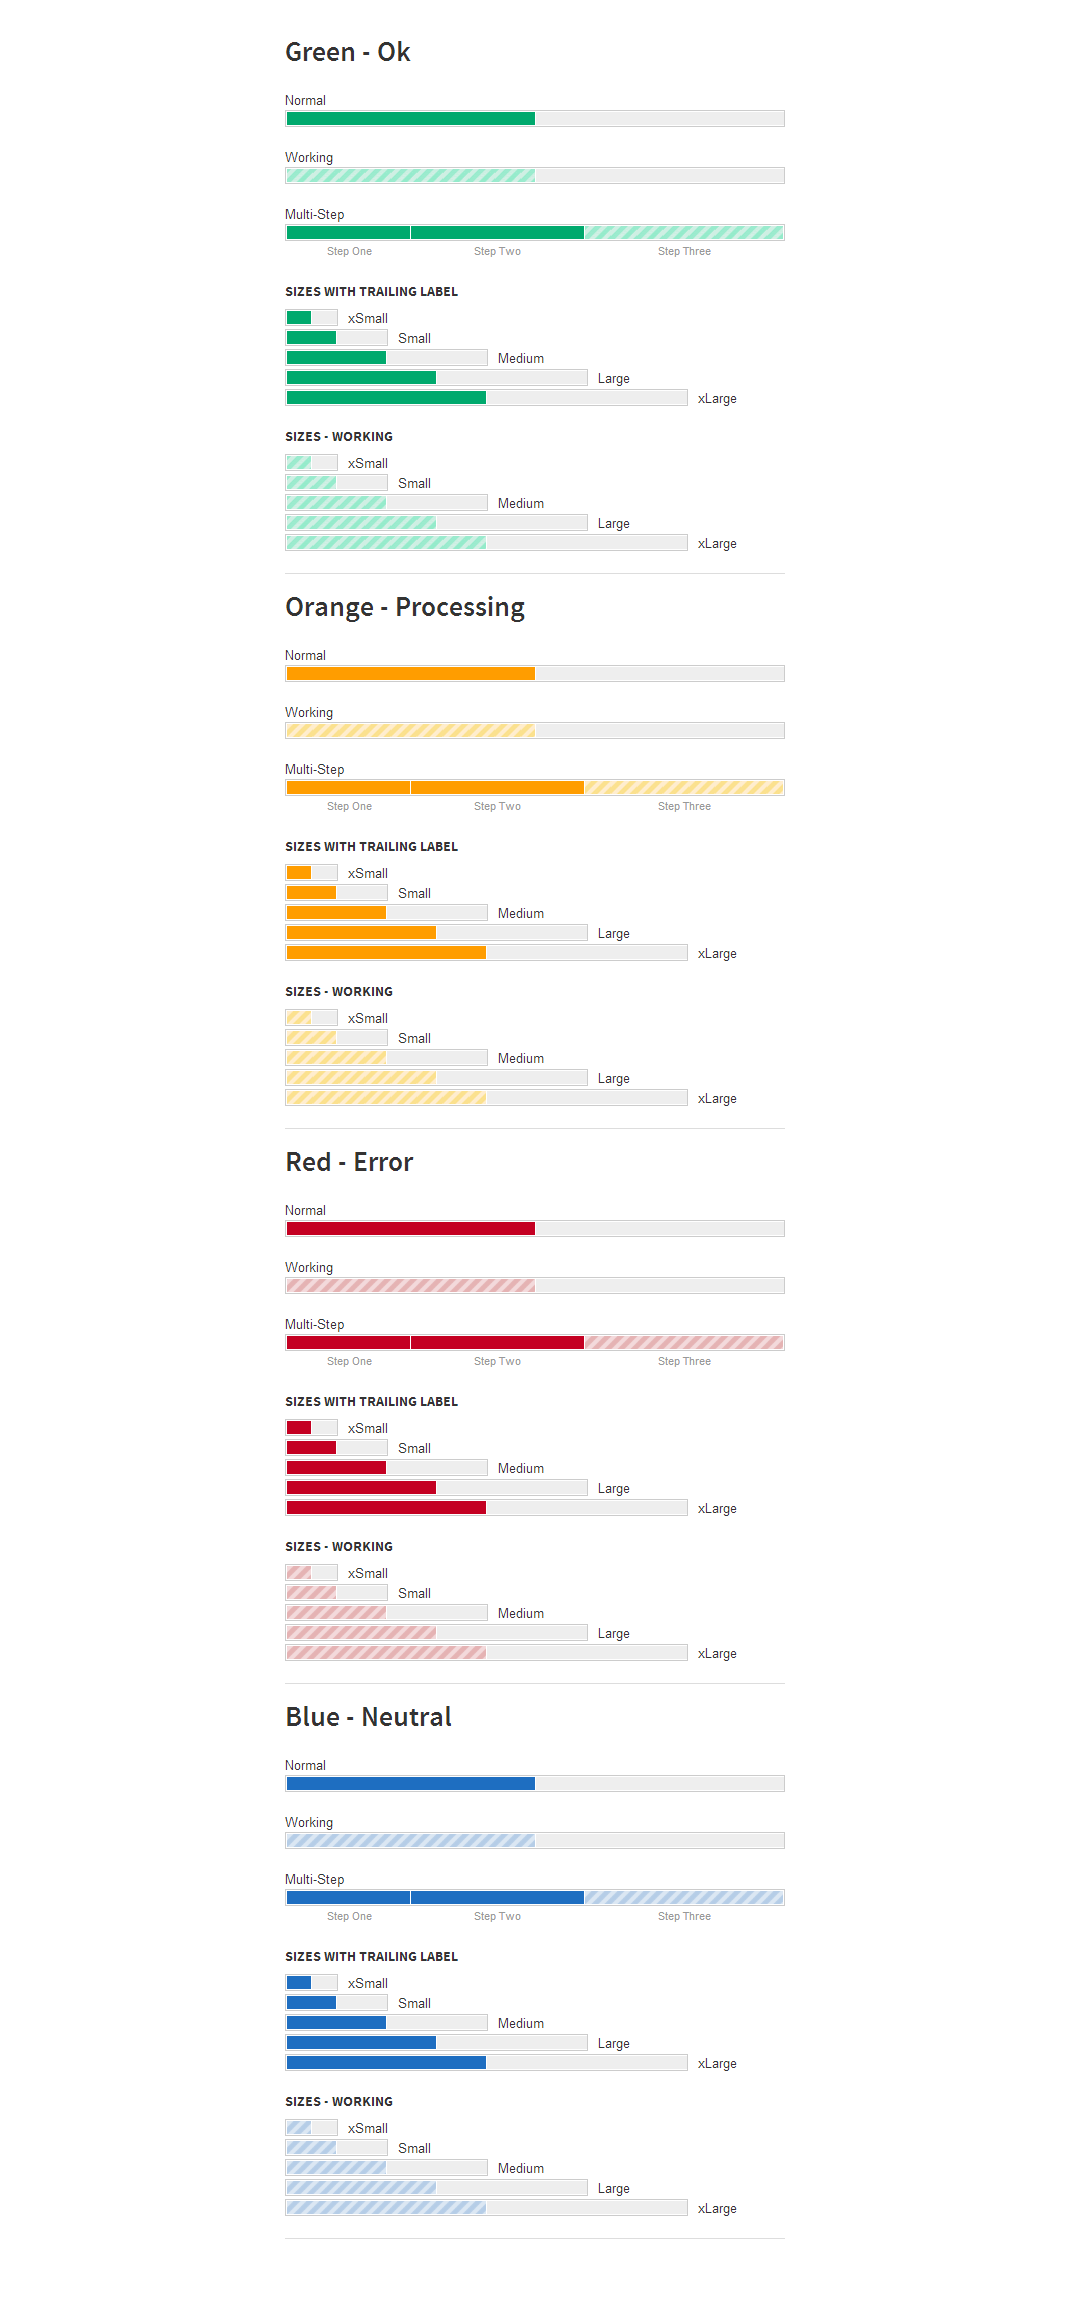 Green - Ok
Normal
Working
Multi-Step
Step One Step Two Step Three
SIZES WITH TRAILING LABEL
xSmall
Small
Medium
Large
xLarge
SIZES - WORKING
xSmall
Small
Medium
Large
xLarge
Orange - Processing
Normal
Working
Multi-Step
Step One Step Two Step Three
SIZES WITH TRAILING LABEL
xSmall
Small
Medium
Large
xLarge
SIZES - WORKING
xSmall
Small
Medium
Large
xLarge
Red - Error
Normal
Working
Multi-Step
Step One Step Two Step Three
SIZES WITH TRAILING LABEL
xSmall
Small
Medium
Large
xLarge
SIZES - WORKING
xSmall
Small
Medium
Large
xLarge
Blue - Neutral
Normal
Working
Multi-Step
Step One Step Two Step Three
SIZES WITH TRAILING LABEL
xSmall
Small
Medium
Large
xLarge
SIZES - WORKING
xSmall
Small
Medium
Large
xLarge